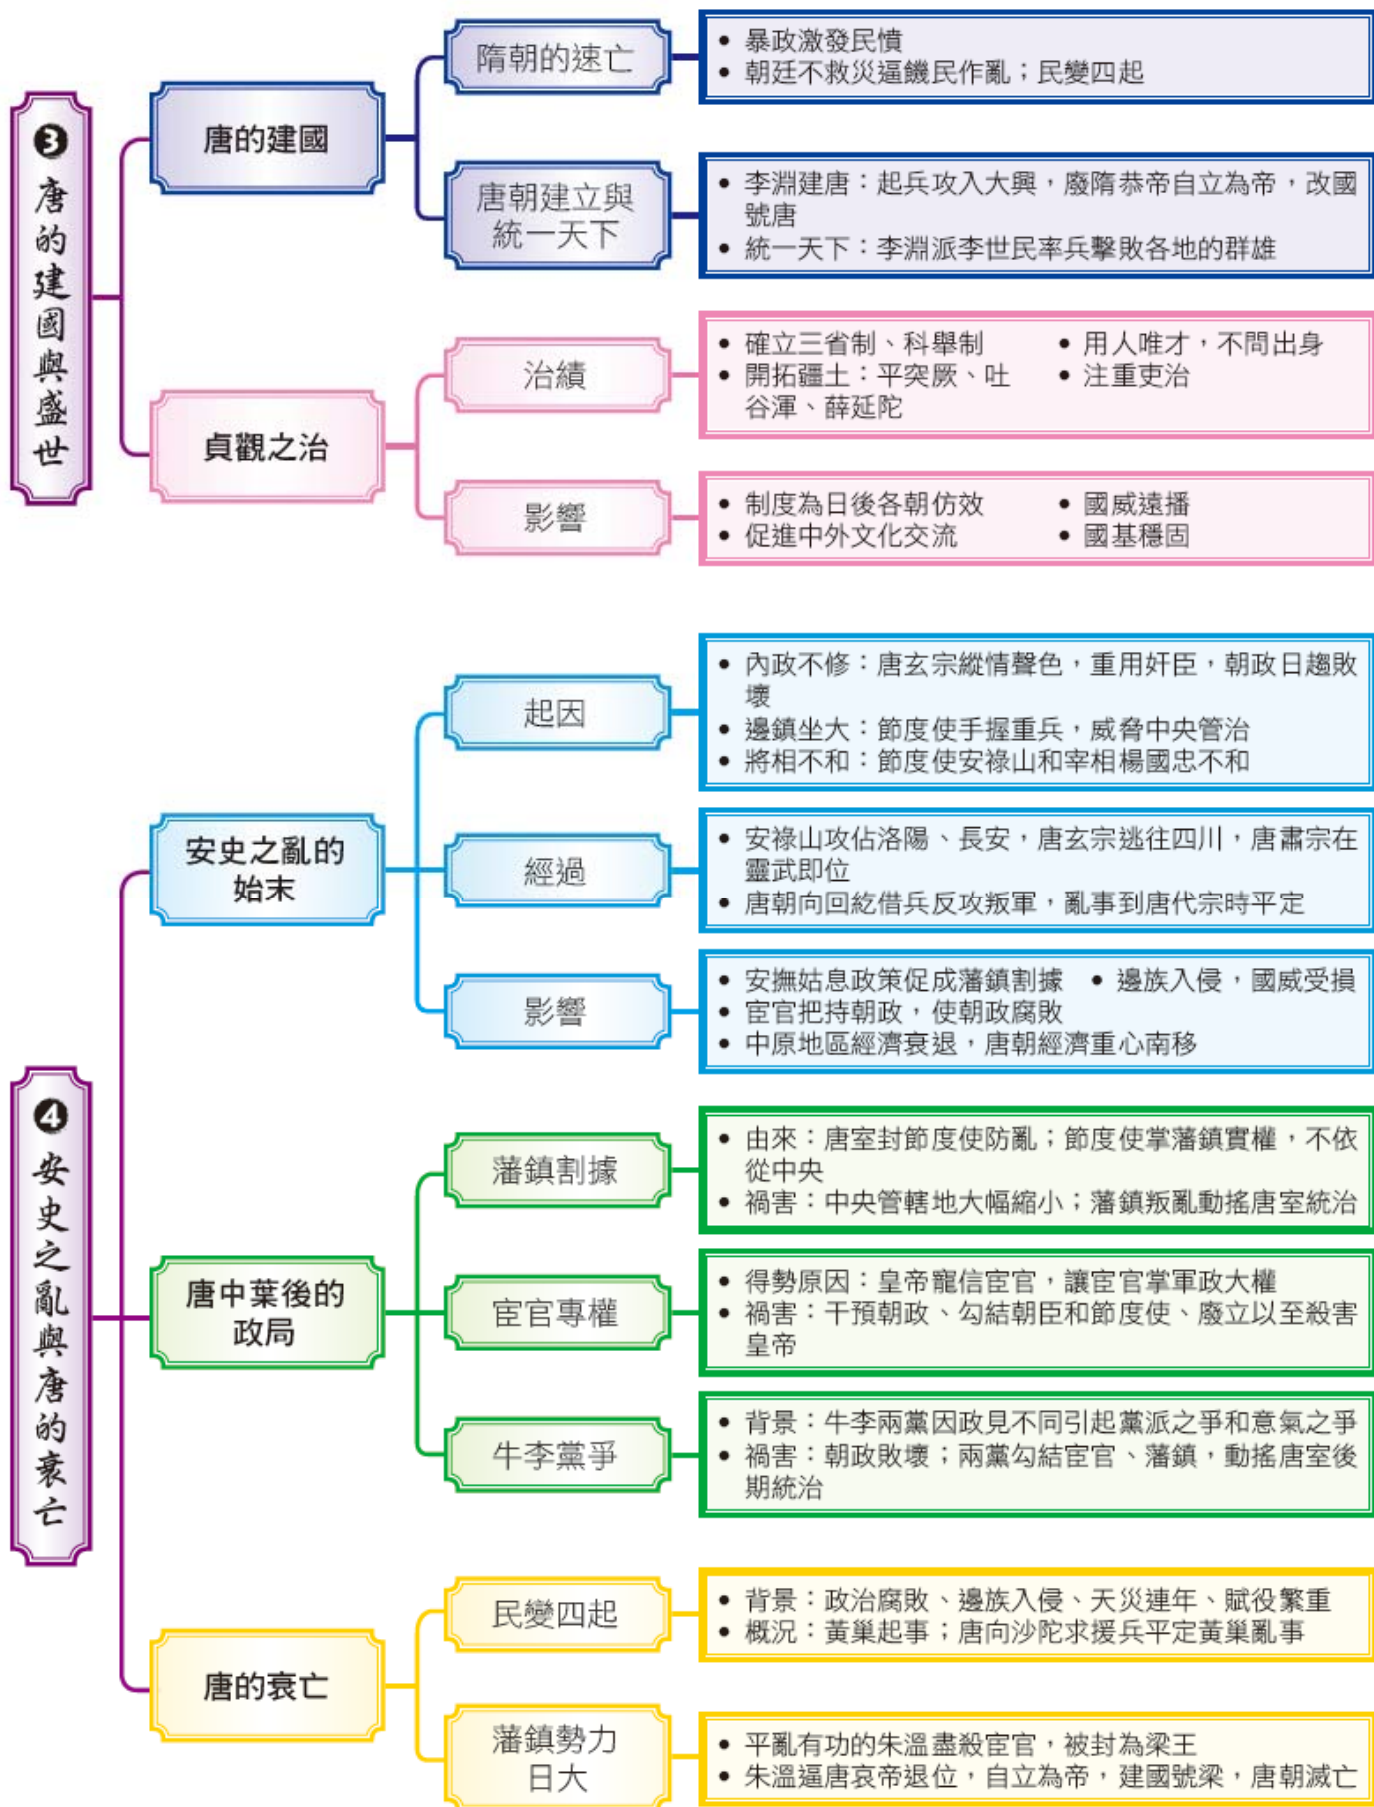 ❸ 唐的建國與盛世
唐的建國
隋朝的速亡
• 暴政激發民憤
• 朝廷不救災逼饑民作亂；民變四起
唐朝建立與
統一天下
• 李淵建唐：起兵攻入大興，廢隋恭帝自立為帝，改國
號唐
• 統一天下：李淵派李世民率兵擊敗各地的群雄
貞觀之治
治績
• 確立三省制、科舉制
• 開拓疆土：平突厥、吐
谷渾、薛延陀
• 用人唯才，不問出身
• 注重吏治
影響
• 制度為日後各朝仿效
• 促進中外文化交流
• 國威遠播
• 國基穩固
❹ 安史之亂與唐的衰亡
安史之亂的
始末
起因
• 內政不修：唐玄宗縱情聲色，重用奸臣，朝政日趨敗
壞
• 邊鎮坐大：節度使手握重兵，威脅中央管治
• 將相不和：節度使安祿山和宰相楊國忠不和
經過
• 安祿山攻佔洛陽、長安，唐玄宗逃往四川，唐肅宗在
靈武即位
• 唐朝向回紇借兵反攻叛軍，亂事到唐代宗時平定
影響
• 安撫姑息政策促成藩鎮割據 • 邊族入侵，國威受損
• 宦官把持朝政，使朝政腐敗
• 中原地區經濟衰退，唐朝經濟重心南移
唐中葉後的
政局
藩鎮割據
• 由來：唐室封節度使防亂；節度使掌藩鎮實權，不依
從中央
• 禍害：中央管轄地大幅縮小；藩鎮叛亂動搖唐室統治
宦官專權
• 得勢原因：皇帝寵信宦官，讓宦官掌軍政大權
• 禍害：干預朝政、勾結朝臣和節度使、廢立以至殺害
皇帝
牛李黨爭
• 背景：牛李兩黨因政見不同引起黨派之爭和意氣之爭
• 禍害：朝政敗壞；兩黨勾結宦官、藩鎮，動搖唐室後
期統治
唐的衰亡
民變四起
• 背景：政治腐敗、邊族入侵、天災連年、賦役繁重
• 概況：黃巢起事；唐向沙陀求援兵平定黃巢亂事
藩鎮勢力
日大
• 平亂有功的朱溫盡殺宦官，被封為梁王
• 朱溫逼唐哀帝退位，自立為帝，建國號梁，唐朝滅亡